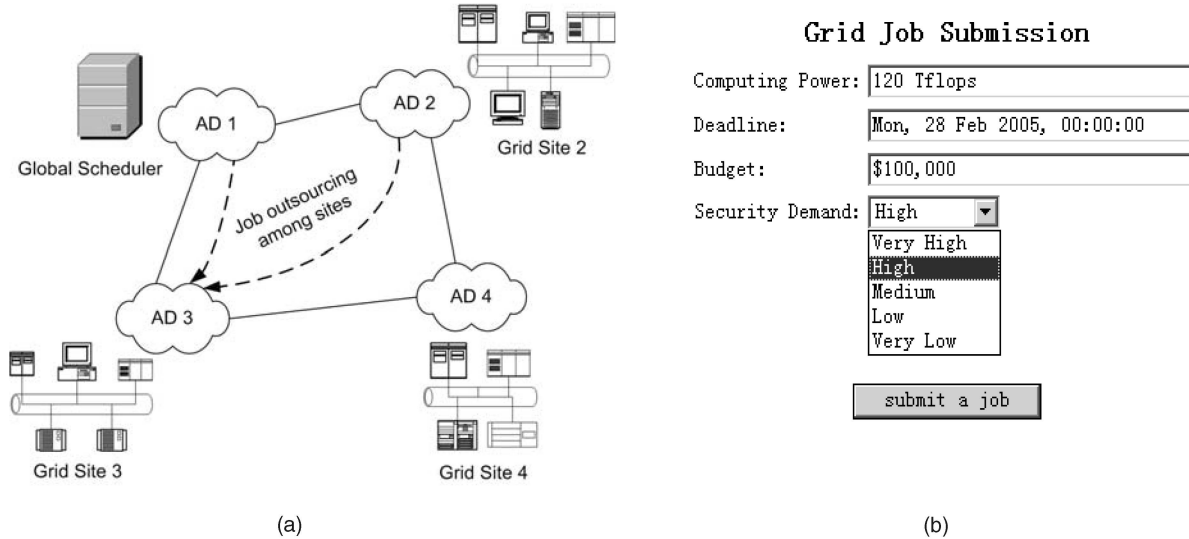 AD 1
AD 2
Global Scheduler
Grid Site 2
Job outsourcing
among sites
AD 3
AD 4
Grid Site 3
Grid Site 4
(a)
Grid Job Submission
Computing Power: 120 Tflops
Deadline: Mon, 28 Feb 2005, 00:00:00
Budget: $100,000
Security Demand: High
Very High
High
Medium
Low
Very Low
submit a job
(b)